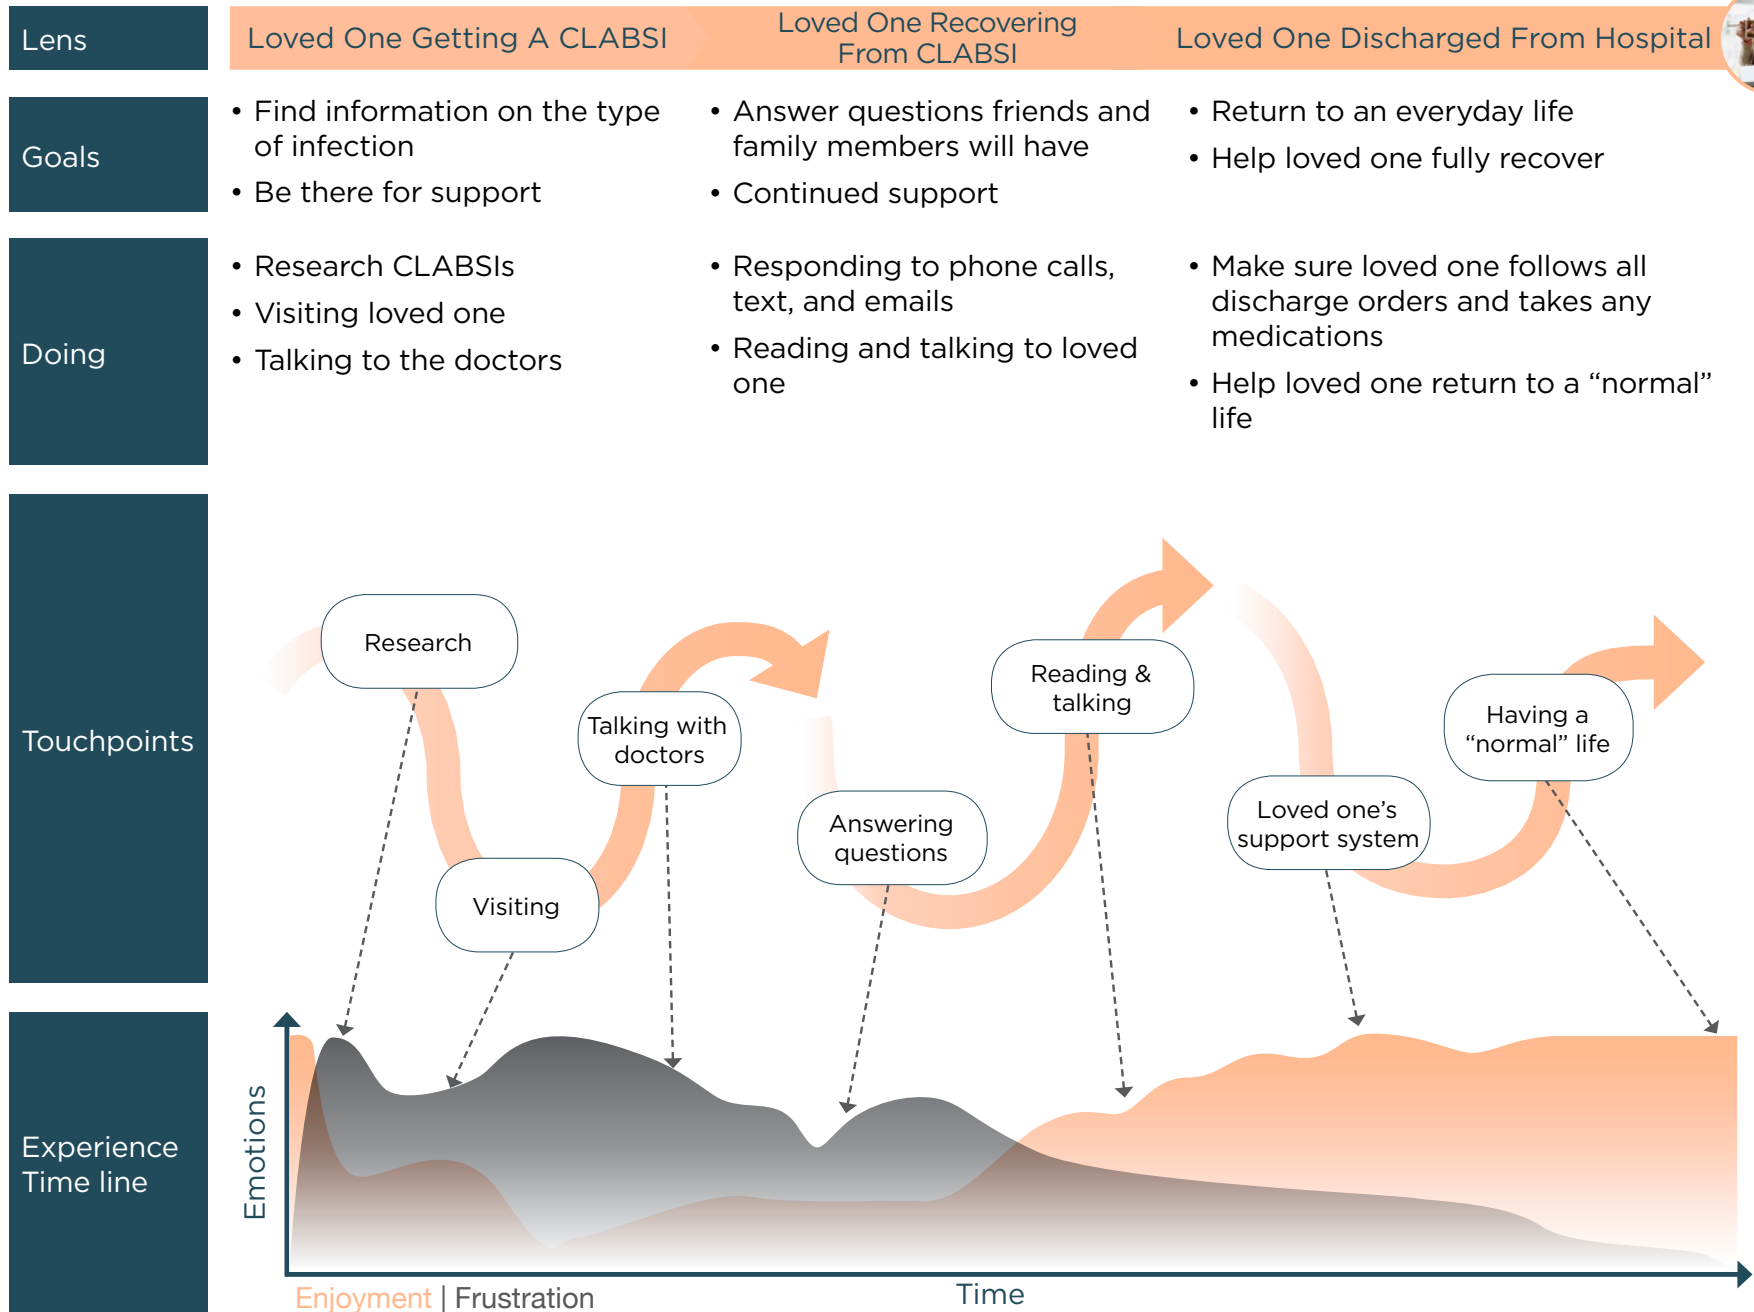 Lens
Loved One Getting A CLABSI
Loved One Recovering
From CLABSI
Loved One Discharged From Hospital
Goals
• Find information on the type
of infection
• Be there for support
• Answer questions friends and
family members will have
• Continued support
• Return to an everyday life
• Help loved one fully recover
Doing
• Research CLABSIs
• Visiting loved one
• Talking to the doctors
• Responding to phone calls,
text, and emails
• Reading and talking to loved
one
• Make sure loved one follows all
discharge orders and takes any
medications
• Help loved one return to a “normal”
life
Touchpoints
Research
Visiting
Talking with
doctors
Answering
questions
Reading &
talking
Loved one’s
support system
Having a
“normal” life
Experience
Time line
Emotions
Enjoyment | Frustration
Time